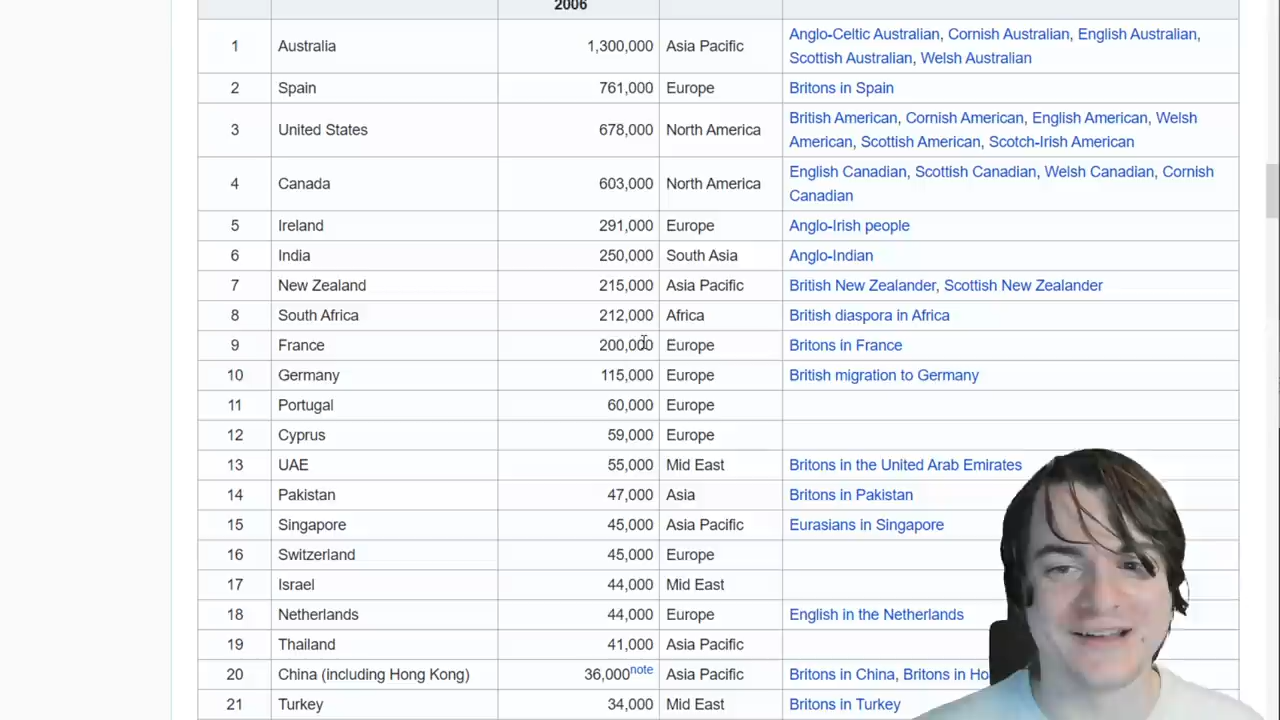 2006
1 Australia 1,300,000 Asia Pacific Anglo-Celtic Australian, Cornish Australian, English Australian,
Scottish Australian, Welsh Australian
2 Spain 761,000 Europe Britons in Spain
3 United States 678,000 North America British American, Cornish American, English American, Welsh
American, Scottish American, Scotch-Irish American
4 Canada 603,000 North America English Canadian, Scottish Canadian, Welsh Canadian, Cornish
Canadian
5 Ireland 291,000 Europe Anglo-Irish people
6 India 250,000 South Asia Anglo-Indian
7 New Zealand 215,000 Asia Pacific British New Zealander, Scottish New Zealander
8 South Africa 212,000 Africa British diaspora in Africa
9 France 200,000 Europe Britons in France
10 Germany 115,000 Europe British migration to Germany
11 Portugal 60,000 Europe
12 Cyprus 59,000 Europe
13 UAE 55,000 Mid East Britons in the United Arab Emirates
14 Pakistan 47,000 Asia Britons in Pakistan
15 Singapore 45,000 Asia Pacific Eurasians in Singapore
16 Switzerland 45,000 Europe
17 Israel 44,000 Mid East
18 Netherlands 44,000 Europe English in the Netherlands
19 Thailand 41,000 Asia Pacific
20 China (including Hong Kong) 36,000note Asia Pacific Britons in China, Britons in Ho
21 Turkey 34,000 Mid East Britons in Turkey